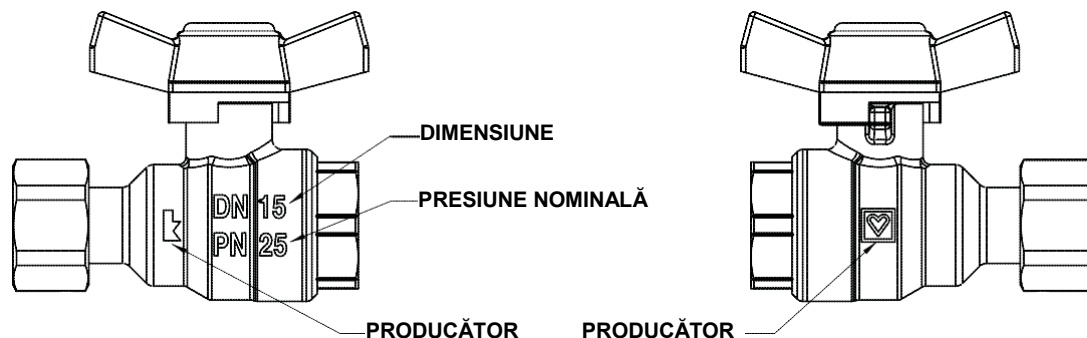 DIMENSIUNE
DN 15
PRESIUNE NOMINALĂ
PN 25
PRODUCĂTOR
PRODUCĂTOR